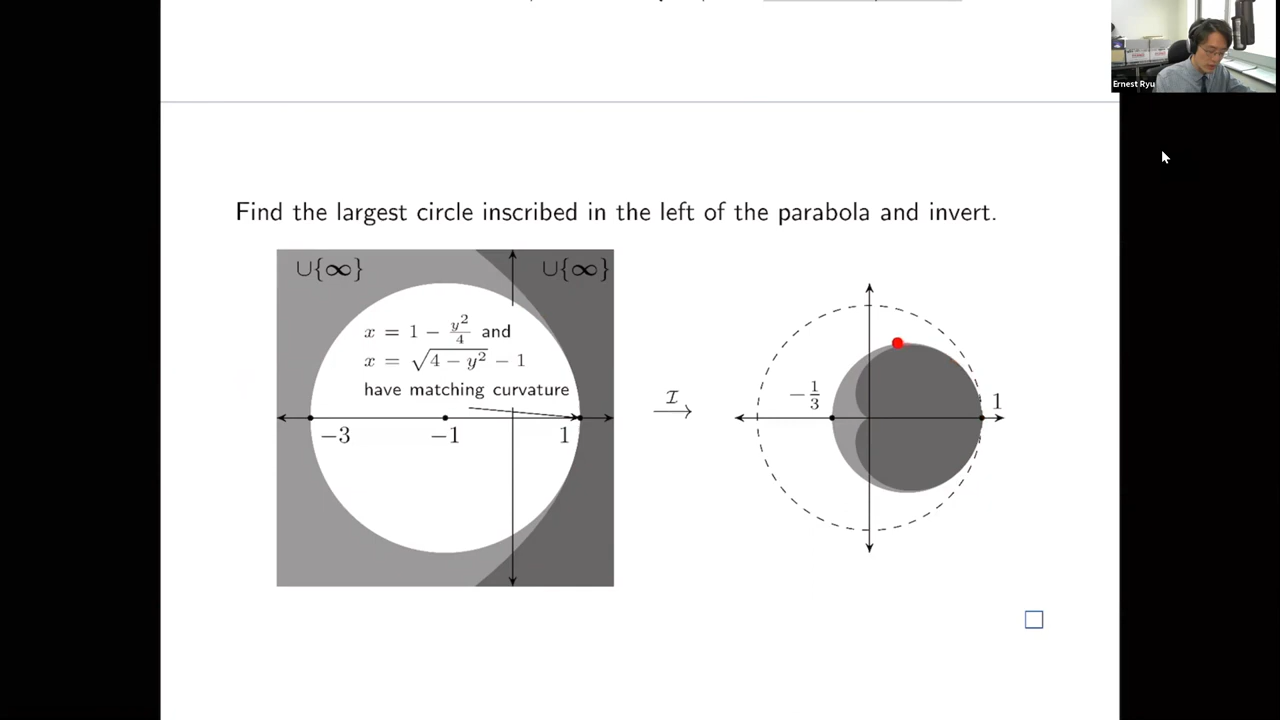 Ernest Ryu
Find the largest circle inscribed in the left of the parabola and invert.
∪{∞} ∪{∞}
x = 1 − y²/4 and
x = √(4 − y²) − 1
have matching curvature
−3 −1 1
I
→
−1/3 1